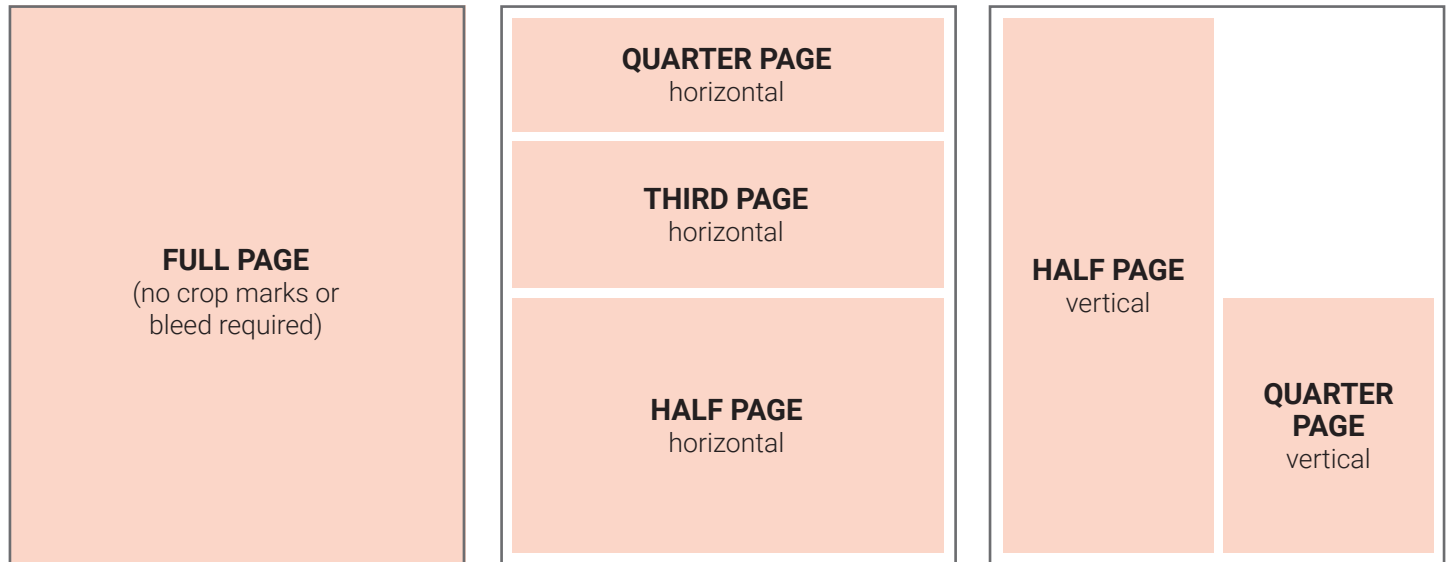 FULL PAGE
(no crop marks or
bleed required)
QUARTER PAGE
horizontal
THIRD PAGE
horizontal
HALF PAGE
horizontal
HALF PAGE
vertical
QUARTER
PAGE
vertical